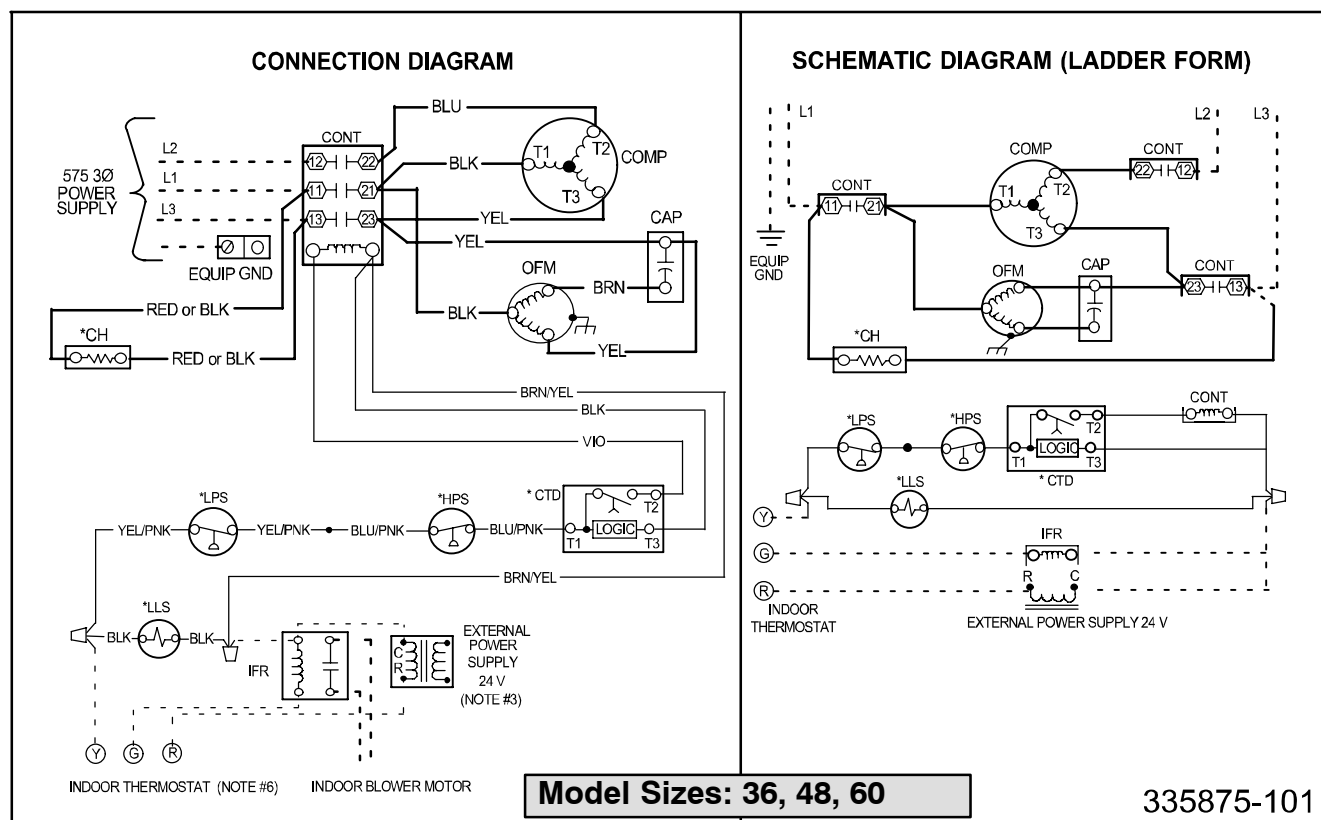 CONNECTION DIAGRAM
BLU
CONT
L2
12
22
T1
T2
COMP
BLK
575 3Ø
POWER
SUPPLY
L1
11
21
T3
L3
13
23
YEL
CAP
YEL
EQUIP GND
OFM
BRN
RED or BLK
BLK
*CH
YEL
RED or BLK
BRN/YEL
BLK
VIO
*LPS
*HPS
* CTD
T2
YEL/PNK
YEL/PNK
BLU/PNK
BLU/PNK
T1
LOGIC
T3
BRN/YEL
*LLS
BLK
BLK
IFR
C
R
EXTERNAL
POWER
SUPPLY
24 V
(NOTE #3)
Y
G
R
INDOOR THERMOSTAT (NOTE #6)
INDOOR BLOWER MOTOR
SCHEMATIC DIAGRAM (LADDER FORM)
L1
L2
L3
COMP
CONT
22
12
CONT
T1
T2
11
21
T3
EQUIP
GND
OFM
CAP
CONT
23
13
*CH
CONT
*LPS
*HPS
T2
T1
LOGIC
T3
* CTD
*LLS
Y
G
IFR
R
R
C
INDOOR
THERMOSTAT
EXTERNAL POWER SUPPLY 24 V
Model Sizes: 36, 48, 60
335875-101